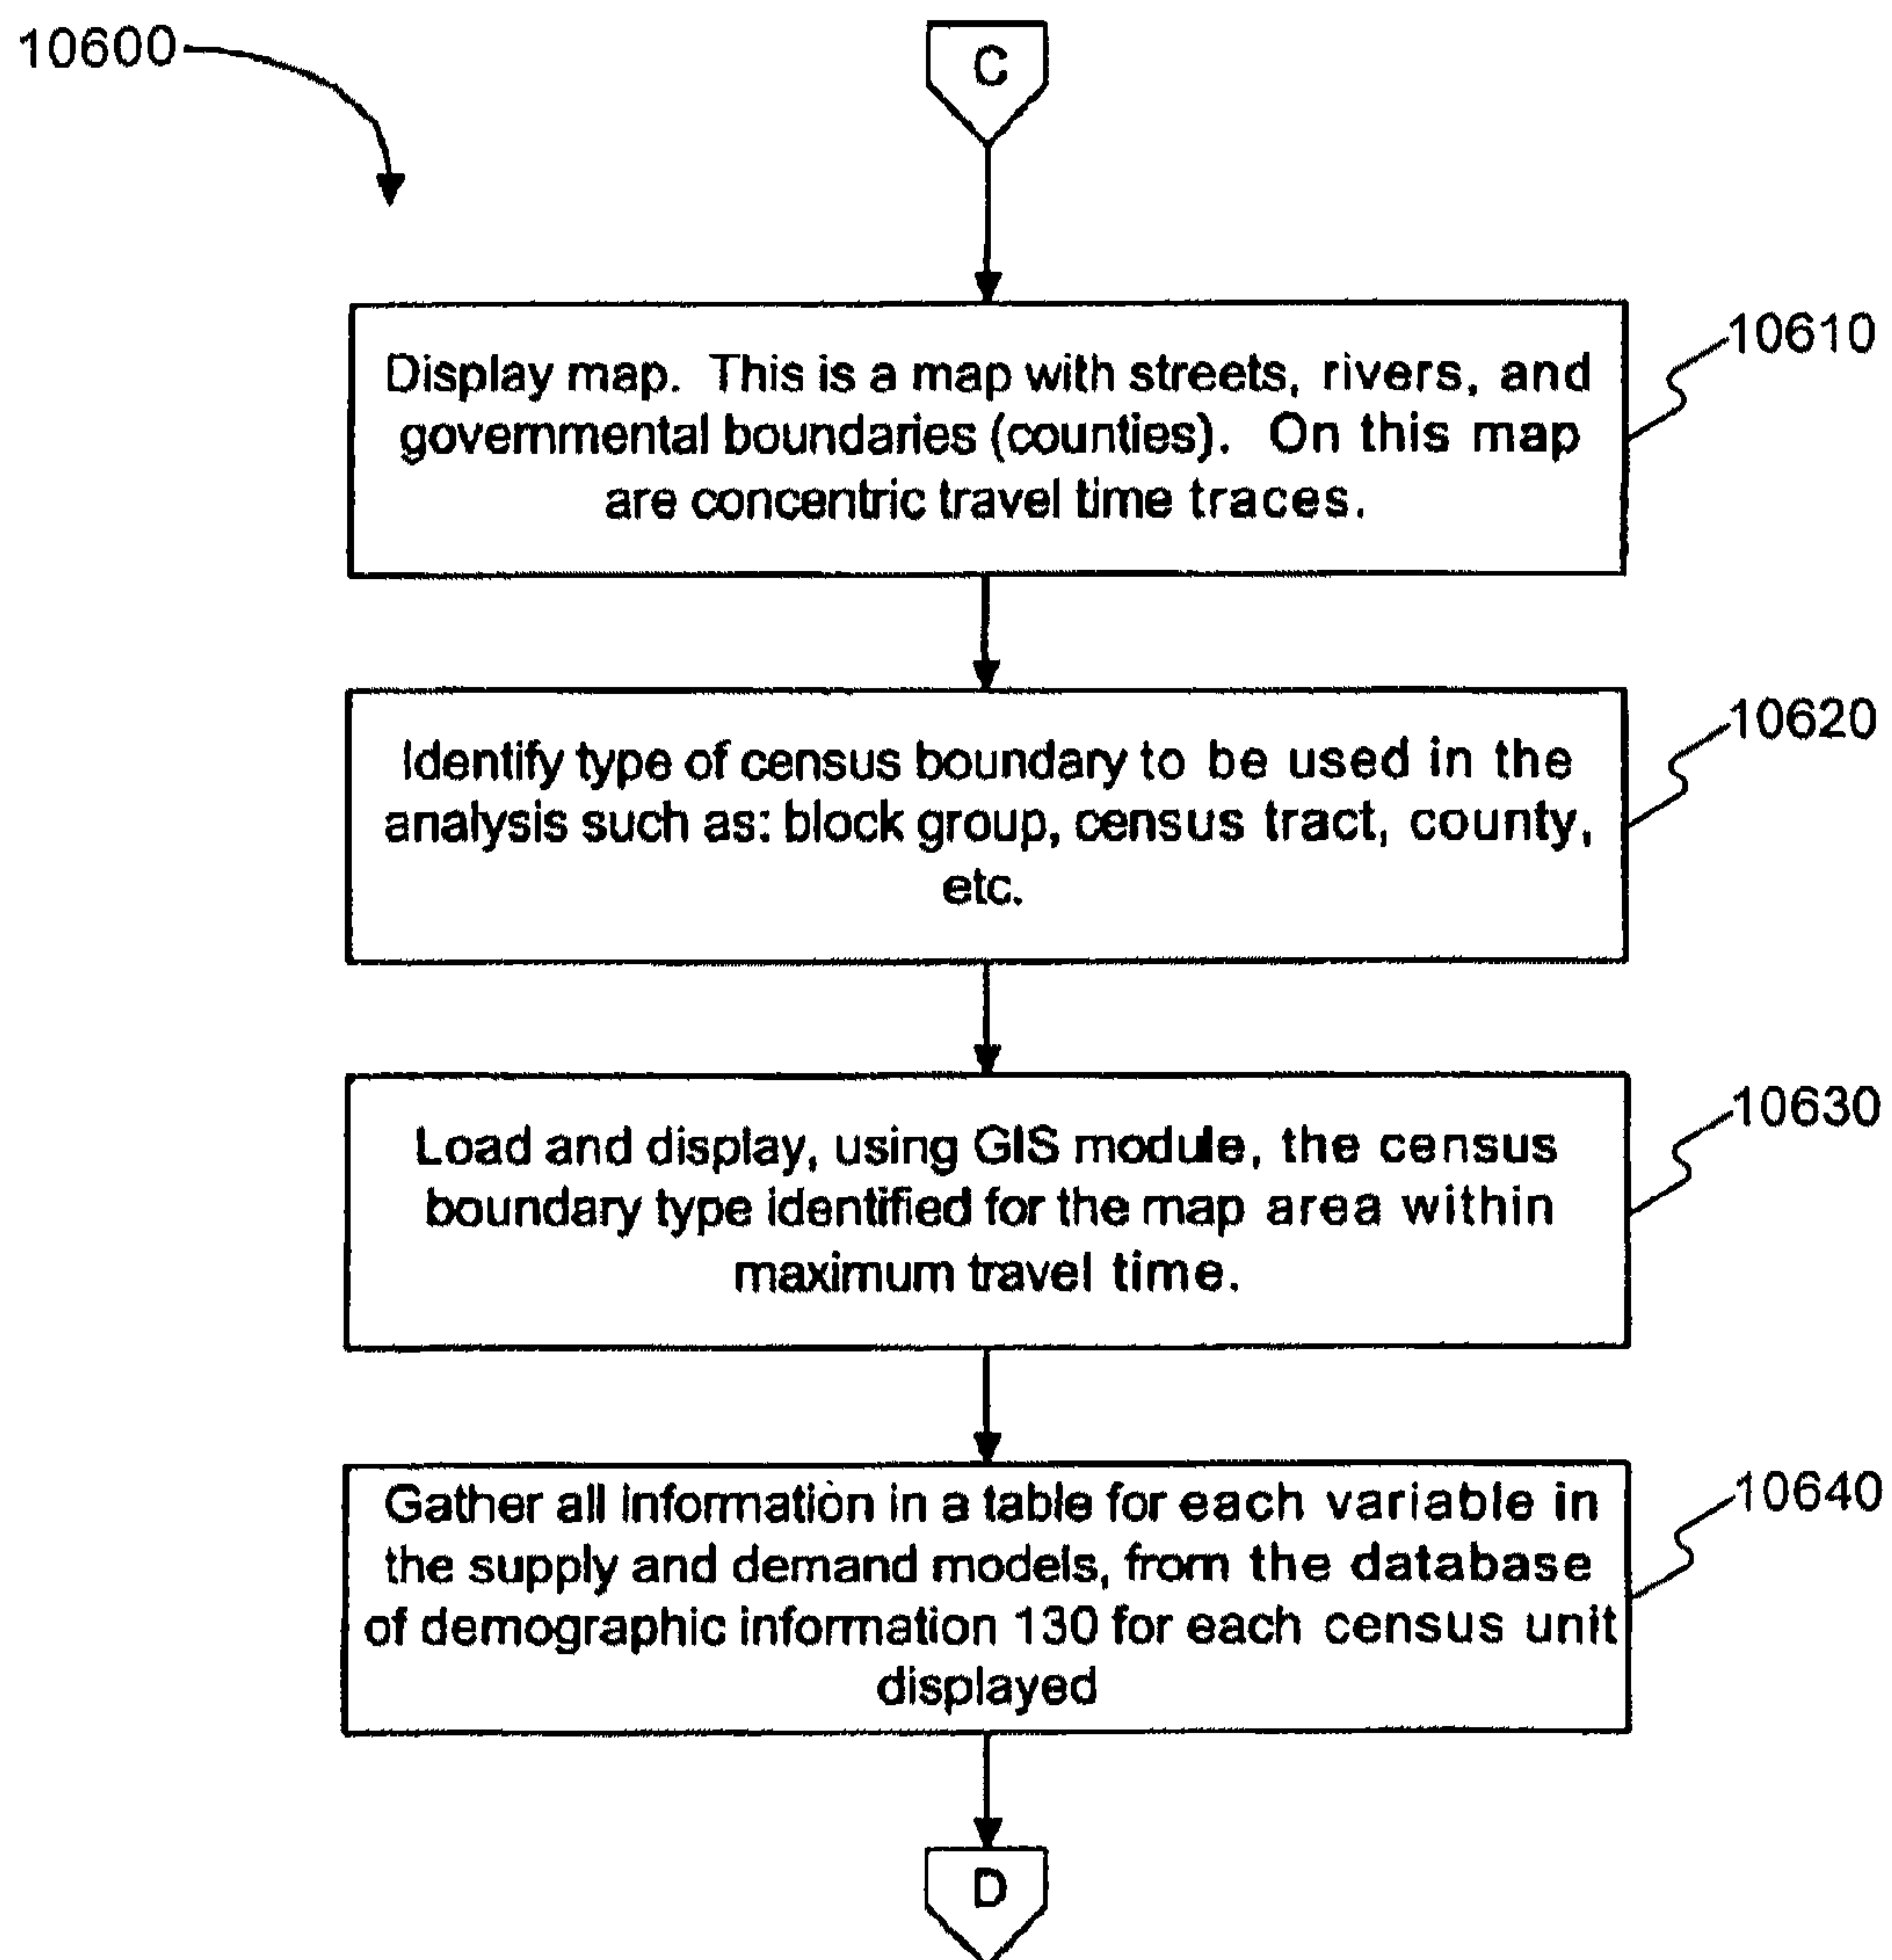 10600
C
Display map. This is a map with streets, rivers, and
governmental boundaries (counties). On this map
are concentric travel time traces.
10610
Identify type of census boundary to be used in the
analysis such as: block group, census tract, county,
etc.
10620
Load and display, using GIS module, the census
boundary type identified for the map area within
maximum travel time.
10630
Gather all information in a table for each variable in
the supply and demand models, from the database
of demographic information 130 for each census unit
displayed
10640
D